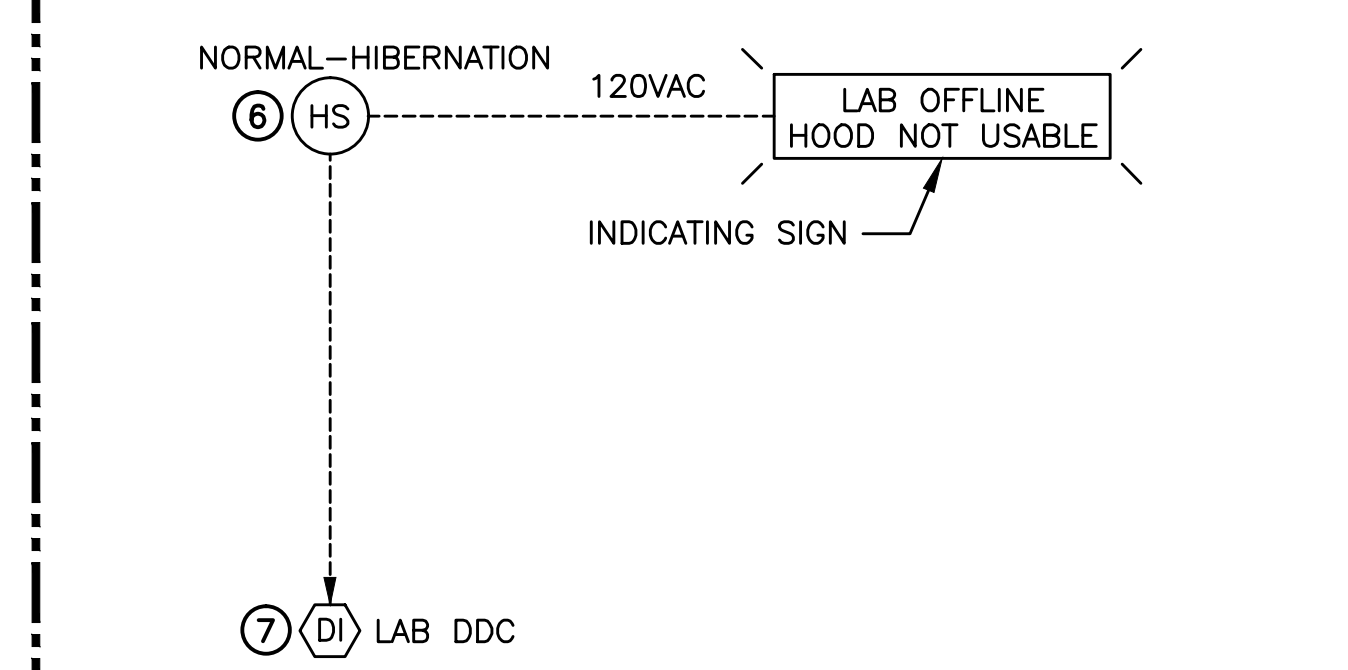 NORMAL-HIBERNATION
6 HS
120VAC
LAB OFFLINE
HOOD NOT USABLE
INDICATING SIGN
7 DI LAB DDC